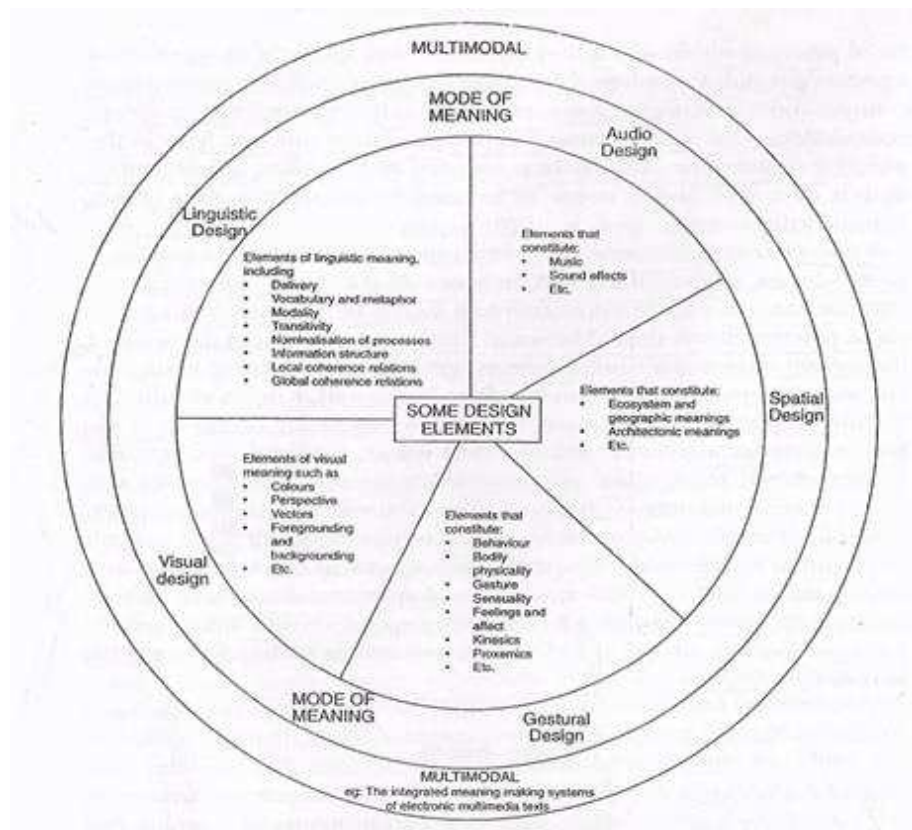 MULTIMODAL
MODE OF
MEANING
Audio
Design
Linguistic
Design
Elements of linguistic meaning,
including
• Delivery
• Vocabulary and metaphor
• Modality
• Transitivity
• Nominalisation of processes
• Information structure
• Local coherence relations
• Global coherence relations
Elements that
constitute:
• Music
• Sound effects
Etc.
SOME DESIGN
ELEMENTS
Elements that constitute:
• Ecosystem and
geographic meanings
• Architectonic meanings
• Etc.
Spatial
Design
Elements of visual
meaning such as
• Colours
• Perspective
• Vectors
• Foregrounding
and
backgrounding
• Etc.
Visual
design
Elements that
constitute:
• Behaviour
• Bodily
physicality
• Gesture
• Sensuality
• Feelings and
affect
• Kinesics
• Proxemics
• Etc.
MODE OF
MEANING
Gestural
Design
MULTIMODAL
eg: The integrated meaning making systems
of electronic multimedia texts